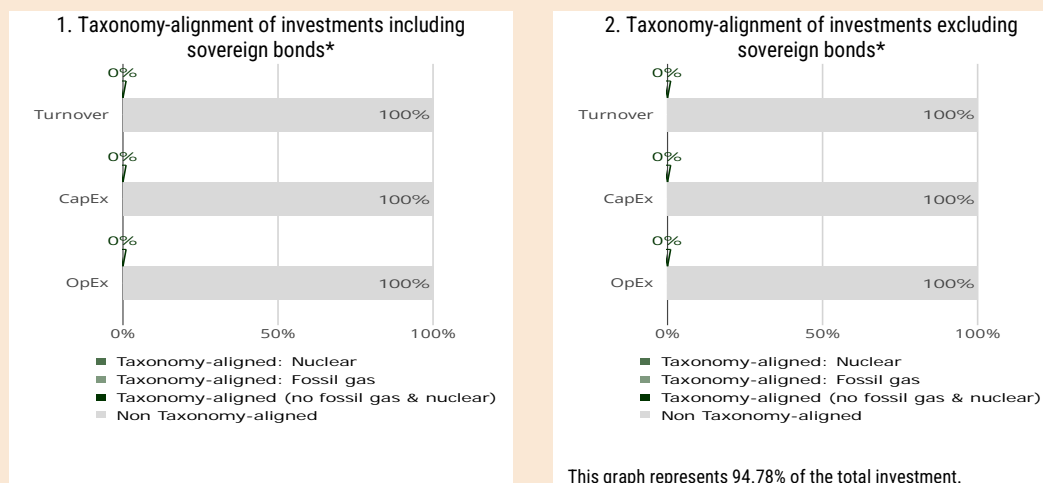 1. Taxonomy-alignment of investments including
sovereign bonds*
0%
Turnover 100%
0%
CapEx 100%
0%
OpEx 100%
0% 50% 100%
Taxonomy-aligned: Nuclear
Taxonomy-aligned: Fossil gas
Taxonomy-aligned (no fossil gas & nuclear)
Non Taxonomy-aligned
2. Taxonomy-alignment of investments excluding
sovereign bonds*
0%
Turnover 100%
0%
CapEx 100%
0%
OpEx 100%
0% 50% 100%
Taxonomy-aligned: Nuclear
Taxonomy-aligned: Fossil gas
Taxonomy-aligned (no fossil gas & nuclear)
Non Taxonomy-aligned
This graph represents 94.78% of the total investment.